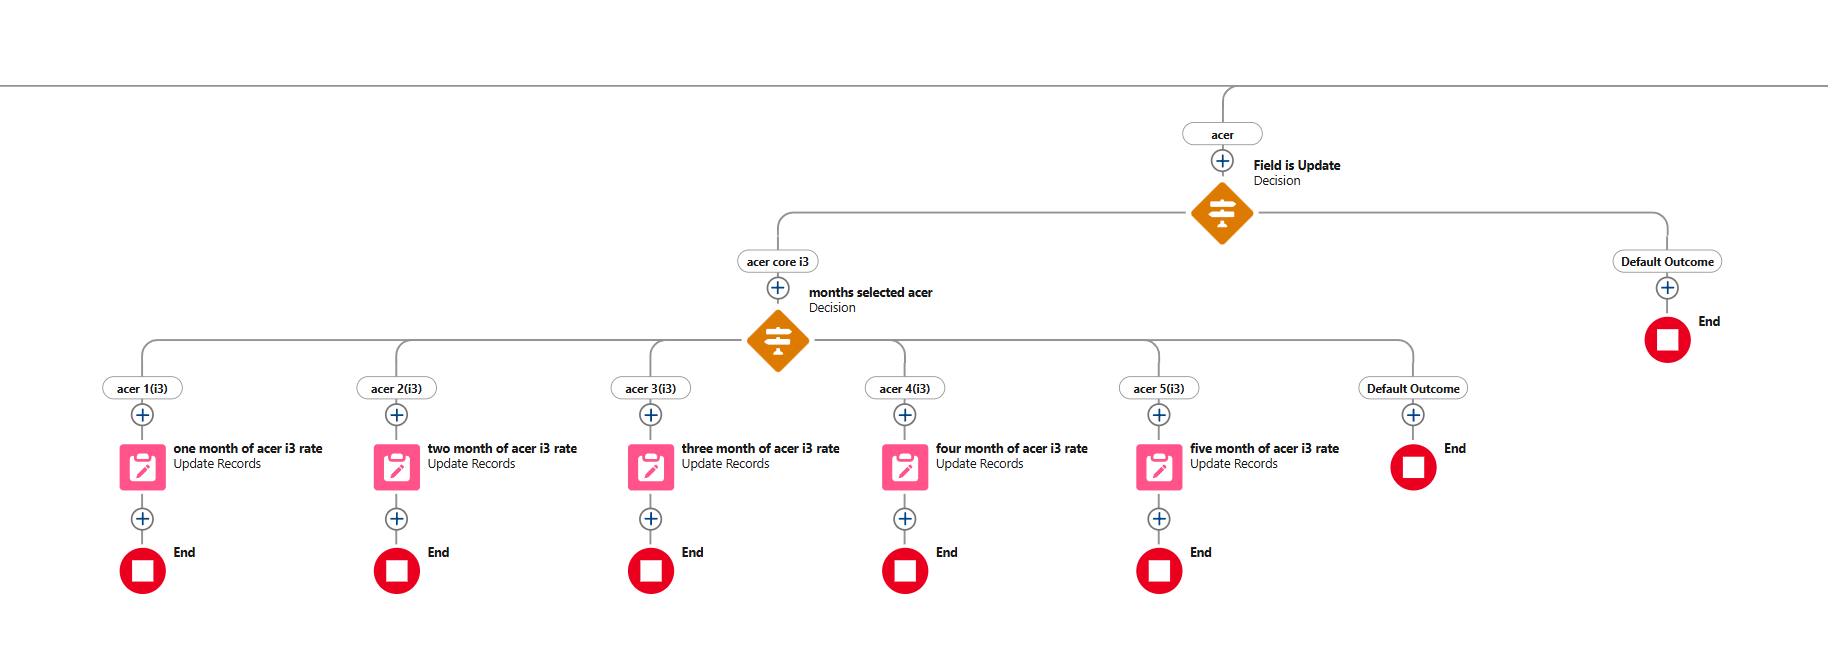 acer
Field is Update
Decision
acer core i3
Default Outcome
months selected acer
Decision
End
acer 1(i3)
acer 2(i3)
acer 3(i3)
acer 4(i3)
acer 5(i3)
Default Outcome
one month of acer i3 rate
Update Records
two month of acer i3 rate
Update Records
three month of acer i3 rate
Update Records
four month of acer i3 rate
Update Records
five month of acer i3 rate
Update Records
End
End
End
End
End
End